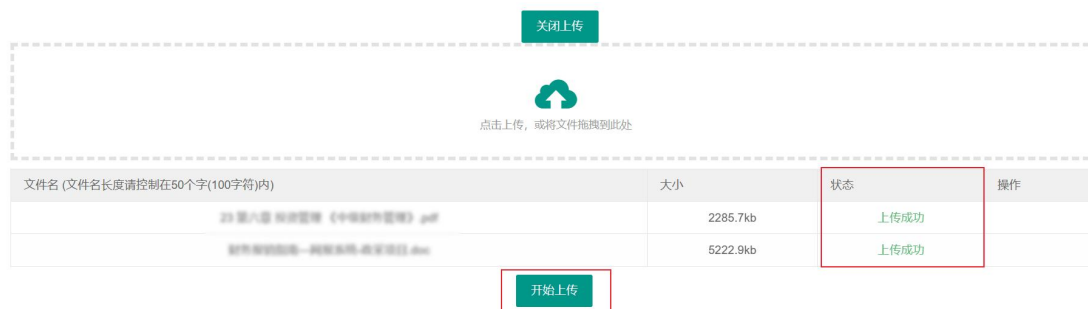 关闭上传
点击上传，或将文件拖拽到此处
文件名 (文件名长度请控制在50个字(100字符)内) 大小 状态 操作
2285.7kb 上传成功
5222.9kb 上传成功
开始上传